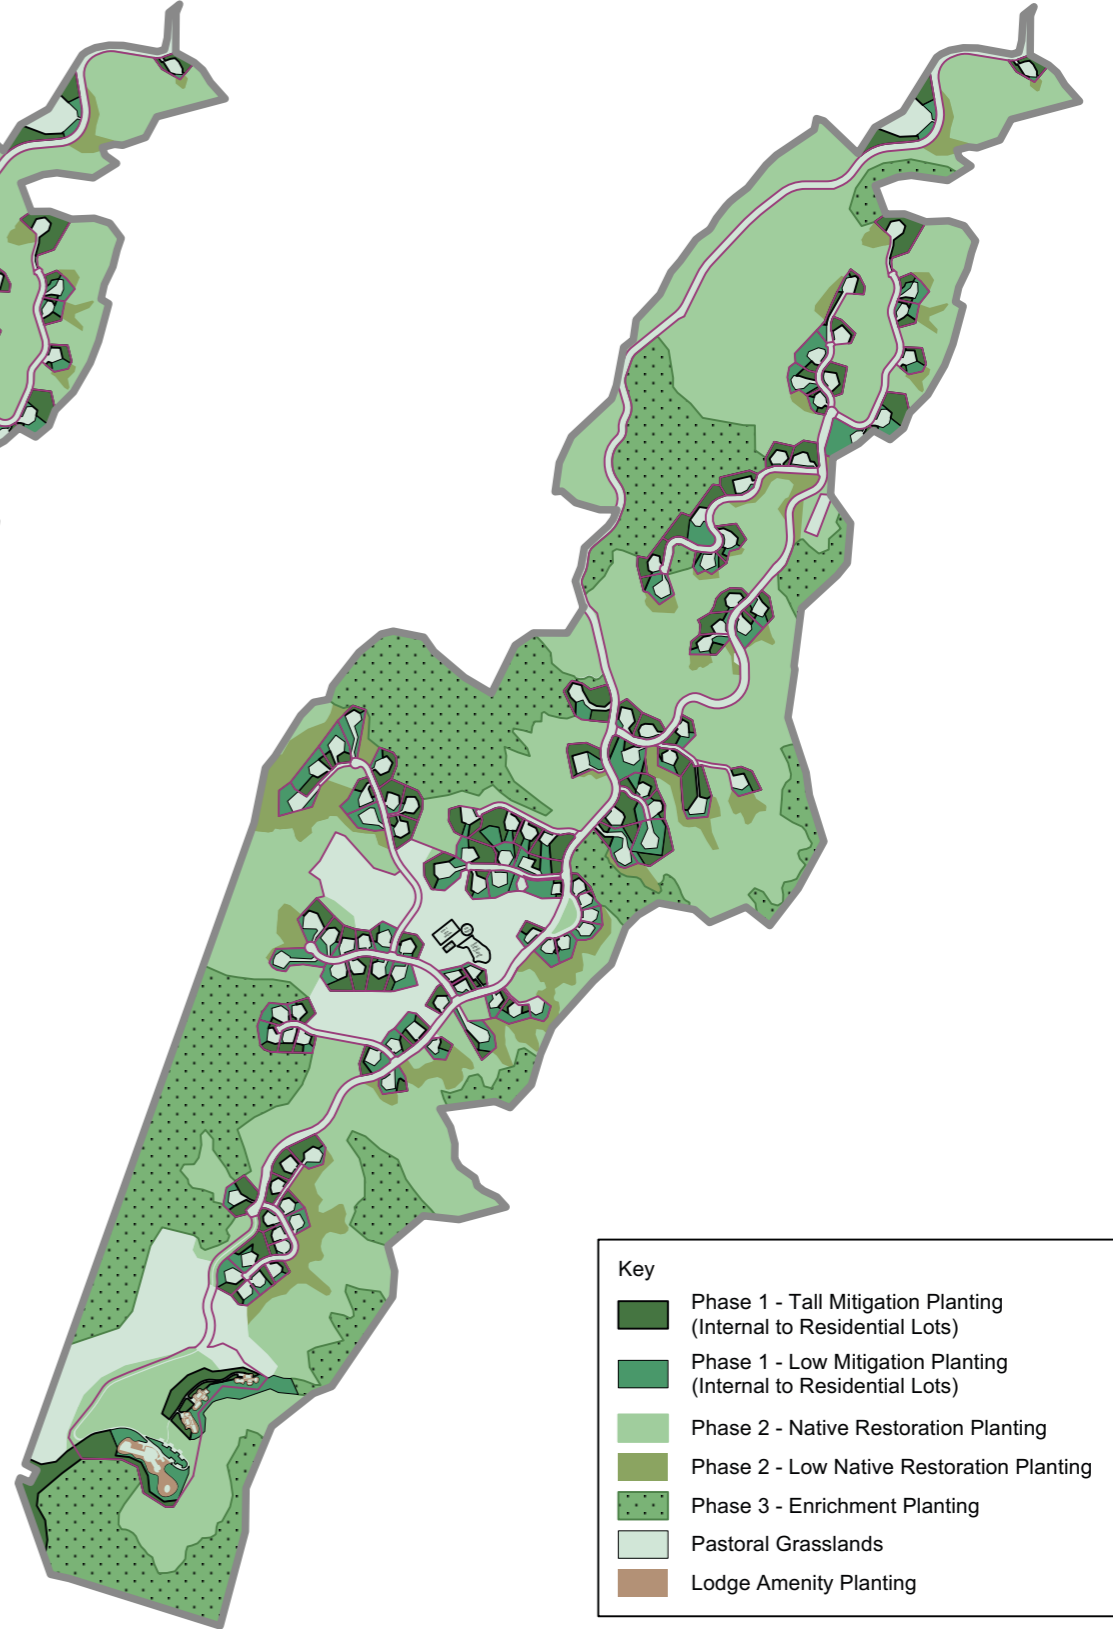 Key
Phase 1 - Tall Mitigation Planting
(Internal to Residential Lots)
Phase 1 - Low Mitigation Planting
(Internal to Residential Lots)
Phase 2 - Native Restoration Planting
Phase 2 - Low Native Restoration Planting
Phase 3 - Enrichment Planting
Pastoral Grasslands
Lodge Amenity Planting